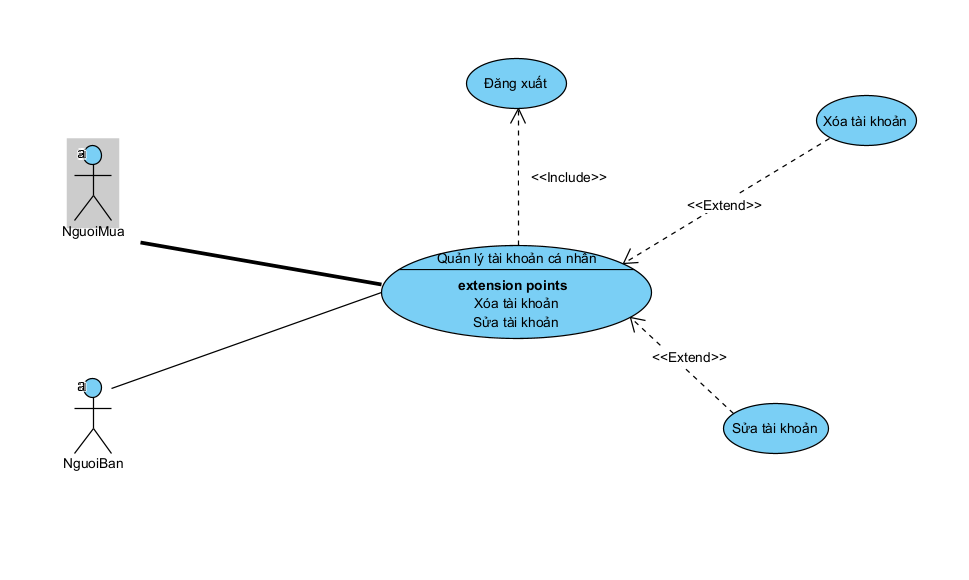 Đăng xuất
Xóa tài khoản
a
<<Include>>
<<Extend>>
NguoiMua
Quản lý tài khoản cá nhân
extension points
Xóa tài khoản
Sửa tài khoản
<<Extend>>
a
Sửa tài khoản
NguoiBan